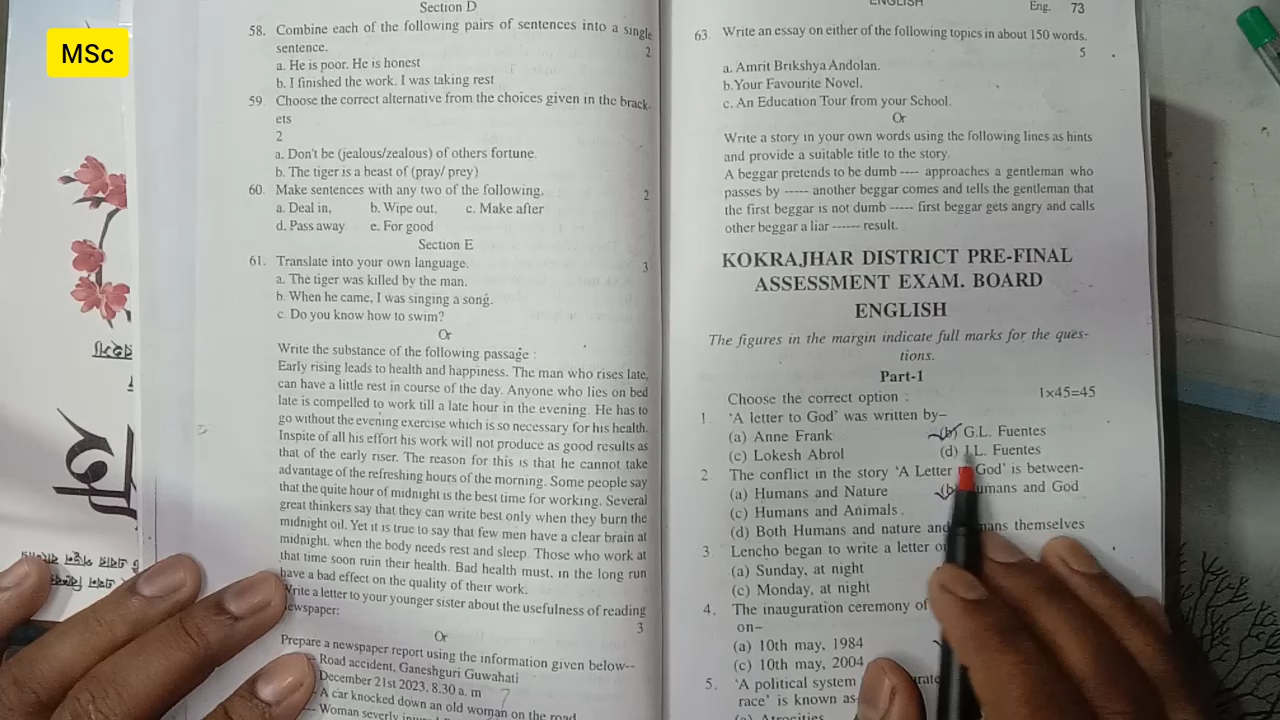 MSc
Section D
58. Combine each of the following pairs of sentences into a single
sentence. 2
a. He is poor. He is honest
b. I finished the work. I was taking rest
59. Choose the correct alternative from the choices given in the brack-
ets
2
a. Don't be (jealous/zealous) of others fortune.
b. The tiger is a beast of (pray/ prey)
60. Make sentences with any two of the following. 2
a. Deal in, b. Wipe out, c. Make after
d. Pass away e. For good
Section E
61. Translate into your own language. 3
a. The tiger was killed by the man.
b. When he came, I was singing a song.
c. Do you know how to swim?
Or
Write the substance of the following passage :
Early rising leads to health and happiness. The man who rises late,
can have a little rest in course of the day. Anyone who lies on bed
late is compelled to work till a late hour in the evening. He has to
go without the evening exercise which is so necessary for his health.
Inspite of all his effort his work will not produce as good results as
that of the early riser. The reason for this is that he cannot take
advantage of the refreshing hours of the morning. Some people say
that the quite hour of midnight is the best time for working. Several
great thinkers say that they can write best only when they burn the
midnight oil. Yet it is true to say that few men have a clear brain at
midnight, when the body needs rest and sleep. Those who work at
that time soon ruin their health. Bad health must, in the long run
have a bad effect on the quality of their work.
Write a letter to your younger sister about the usefulness of reading
newspaper: 3
Or
Prepare a newspaper report using the information given below--
Road accident, Ganeshguri Guwahati
December 21st 2023, 8.30 a. m
A car knocked down an old woman on the road
Woman severly
ENGLISH Eng. 73
63. Write an essay on either of the following topics in about 150 words.
5
a. Amrit Brikshya Andolan.
b. Your Favourite Novel.
c. An Education Tour from your School.
Or
Write a story in your own words using the following lines as hints
and provide a suitable title to the story.
A beggar pretends to be dumb ---- approaches a gentleman who
passes by ----- another beggar comes and tells the gentleman that
the first beggar is not dumb ----- first beggar gets angry and calls
other beggar a liar ------ result.
KOKRAJHAR DISTRICT PRE-FINAL
ASSESSMENT EXAM. BOARD
ENGLISH
The figures in the margin indicate full marks for the ques-
tions.
Part-1
Choose the correct option : 1×45=45
1. 'A letter to God' was written by–
(a) Anne Frank (b) G.L. Fuentes
(c) Lokesh Abrol (d) J.L. Fuentes
2. The conflict in the story 'A Letter God' is between-
(a) Humans and Nature (b) Humans and God
(c) Humans and Animals.
(d) Both Humans and nature and themselves
3. Lencho began to write a letter
(a) Sunday, at night
(c) Monday, at night
4. The inauguration ceremony of
on–
(a) 10th may, 1984
(c) 10th may, 2004
5. 'A political system
race' is known as
(a) Atrocities